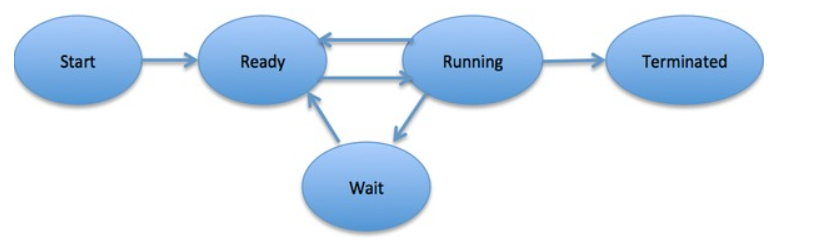 Start
Ready
Running
Terminated
Wait